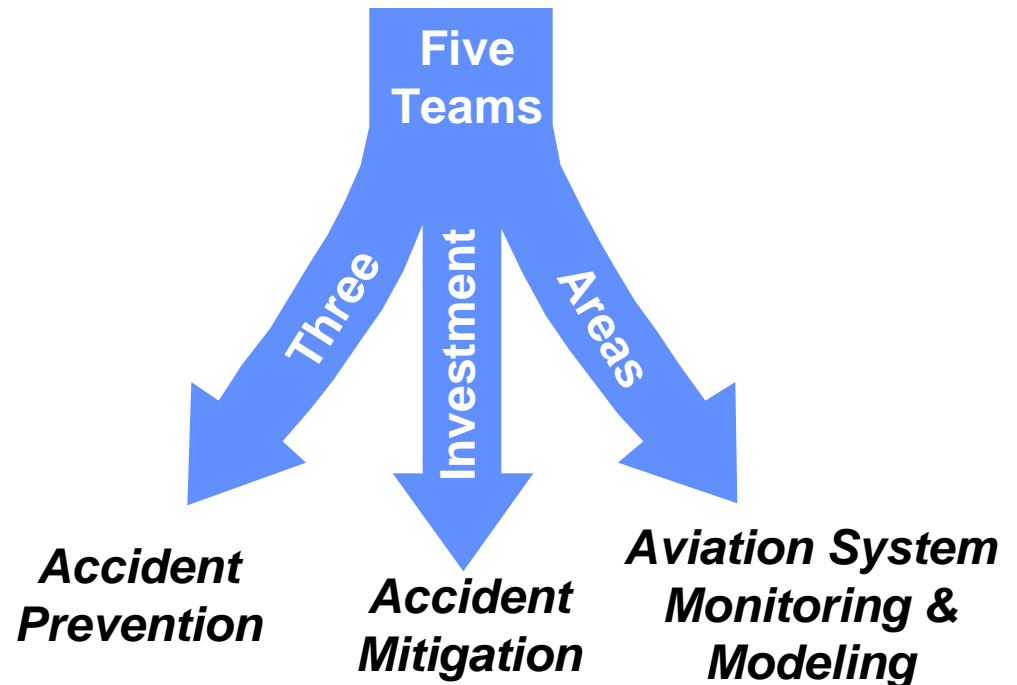 Five
Teams
Three
Investment
Areas
Accident
Prevention
Accident
Mitigation
Aviation System
Monitoring &
Modeling